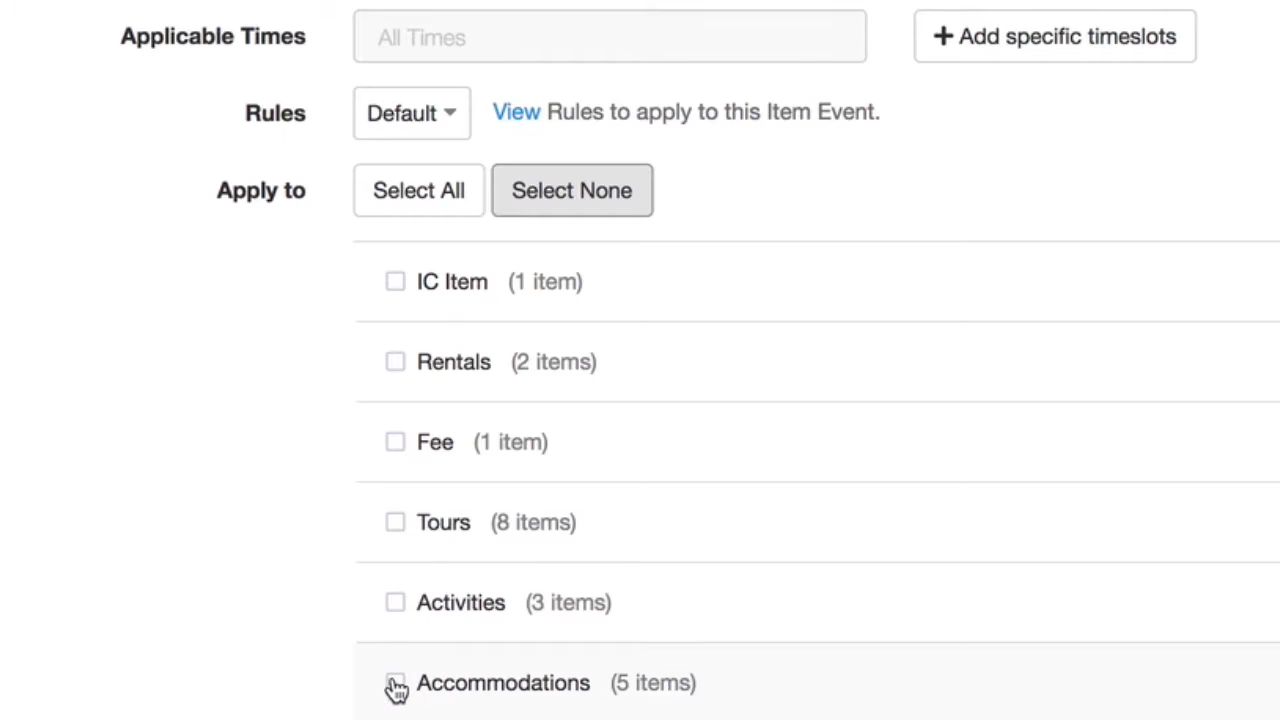 Applicable Times All Times + Add specific timeslots
Rules Default View Rules to apply to this Item Event.
Apply to Select All Select None
IC Item (1 item)
Rentals (2 items)
Fee (1 item)
Tours (8 items)
Activities (3 items)
Accommodations (5 items)